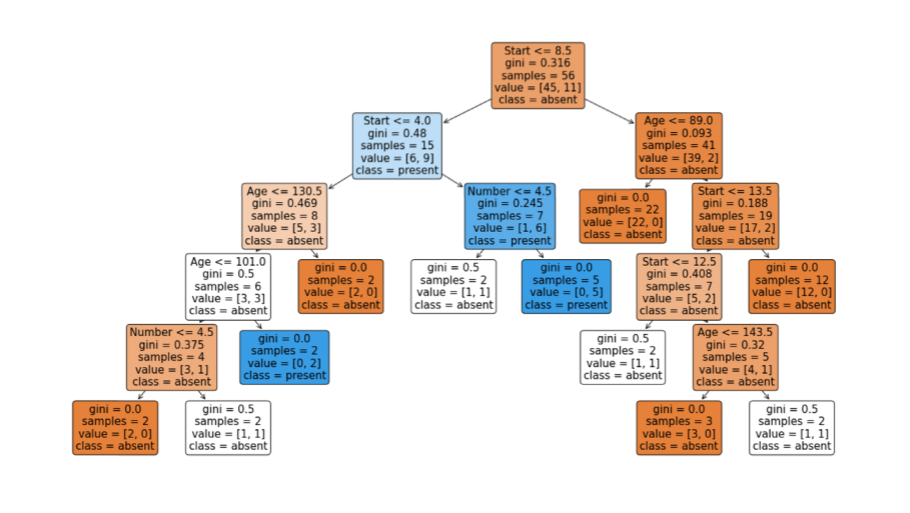 Start <= 8.5
gini = 0.316
samples = 56
value = [45, 11]
class = absent
Start <= 4.0
gini = 0.48
samples = 15
value = [6, 9]
class = present
Age <= 89.0
gini = 0.093
samples = 41
value = [39, 2]
class = absent
Age <= 130.5
gini = 0.469
samples = 8
value = [5, 3]
class = absent
Number <= 4.5
gini = 0.245
samples = 7
value = [1, 6]
class = present
gini = 0.0
samples = 22
value = [22, 0]
class = absent
Start <= 13.5
gini = 0.188
samples = 19
value = [17, 2]
class = absent
Age <= 101.0
gini = 0.5
samples = 6
value = [3, 3]
class = absent
gini = 0.0
samples = 2
value = [2, 0]
class = absent
gini = 0.5
samples = 2
value = [1, 1]
class = absent
gini = 0.0
samples = 5
value = [0, 5]
class = present
Start <= 12.5
gini = 0.408
samples = 7
value = [5, 2]
class = absent
gini = 0.0
samples = 12
value = [12, 0]
class = absent
Number <= 4.5
gini = 0.375
samples = 4
value = [3, 1]
class = absent
gini = 0.0
samples = 2
value = [0, 2]
class = present
gini = 0.5
samples = 2
value = [1, 1]
class = absent
Age <= 143.5
gini = 0.32
samples = 5
value = [4, 1]
class = absent
gini = 0.0
samples = 2
value = [2, 0]
class = absent
gini = 0.5
samples = 2
value = [1, 1]
class = absent
gini = 0.0
samples = 3
value = [3, 0]
class = absent
gini = 0.5
samples = 2
value = [1, 1]
class = absent